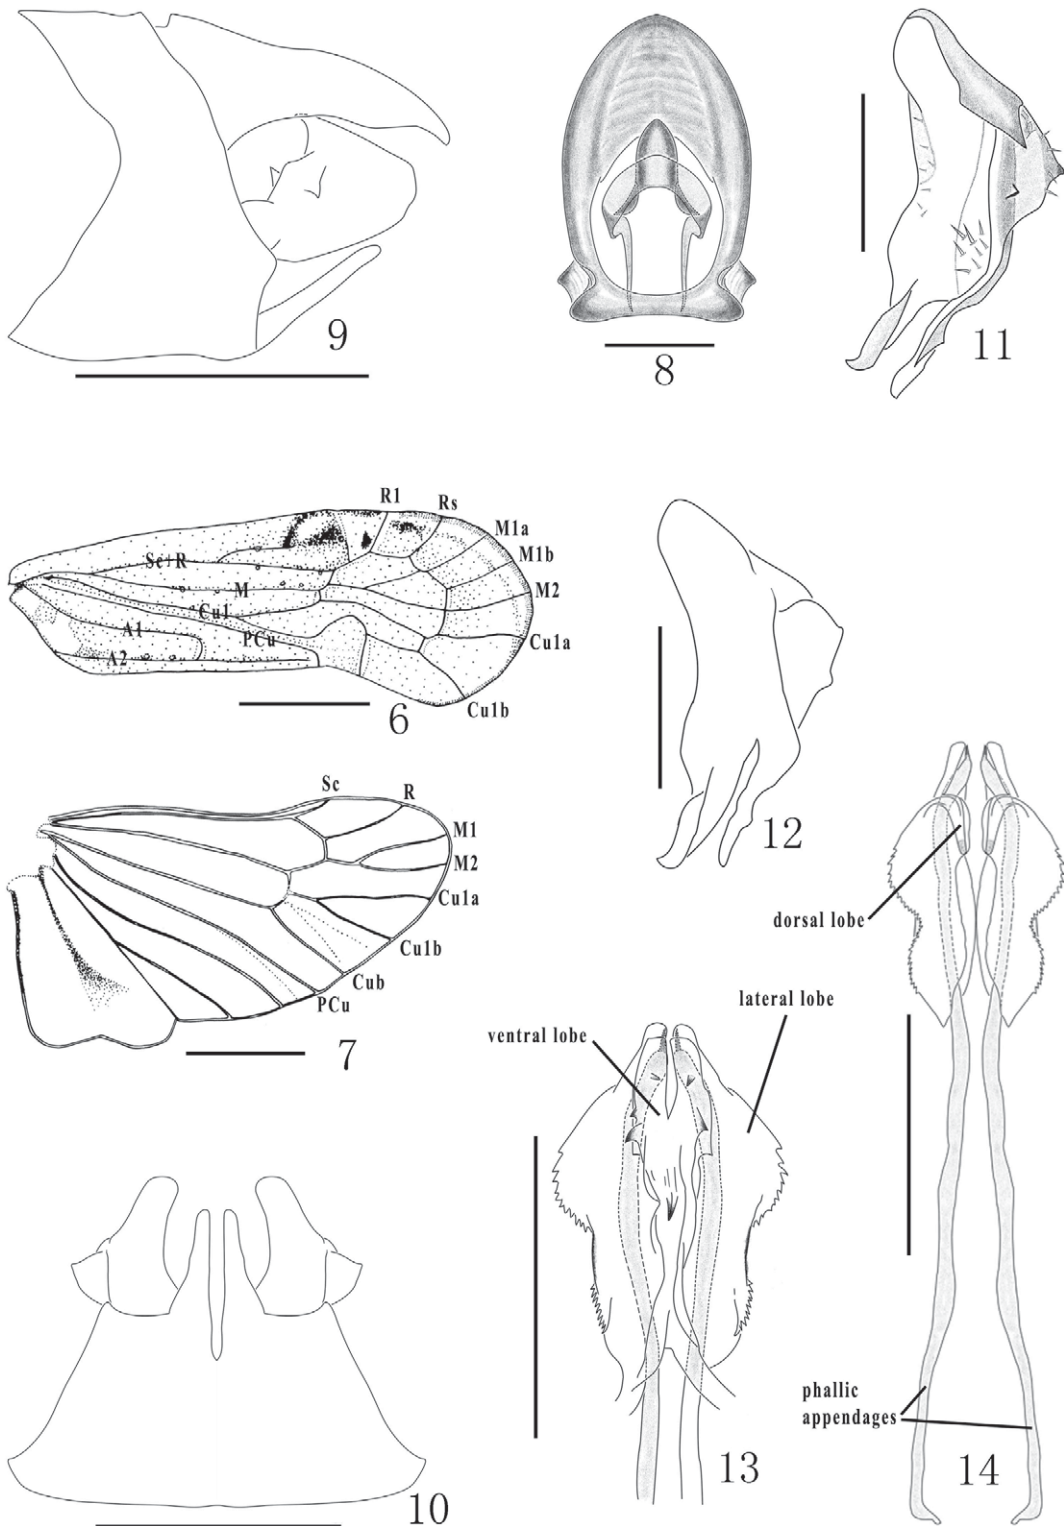 9
8
11
R1
Rs
M1a
M1b
Sc+R
M
M2
Cu1
A1
PCu
Cu1a
A2
Cu1b
6
12
Sc
R
M1
M2
Cu1a
Cu1b
Cub
PCu
7
dorsal lobe
lateral lobe
ventral lobe
phallic
appendages
10
13
14